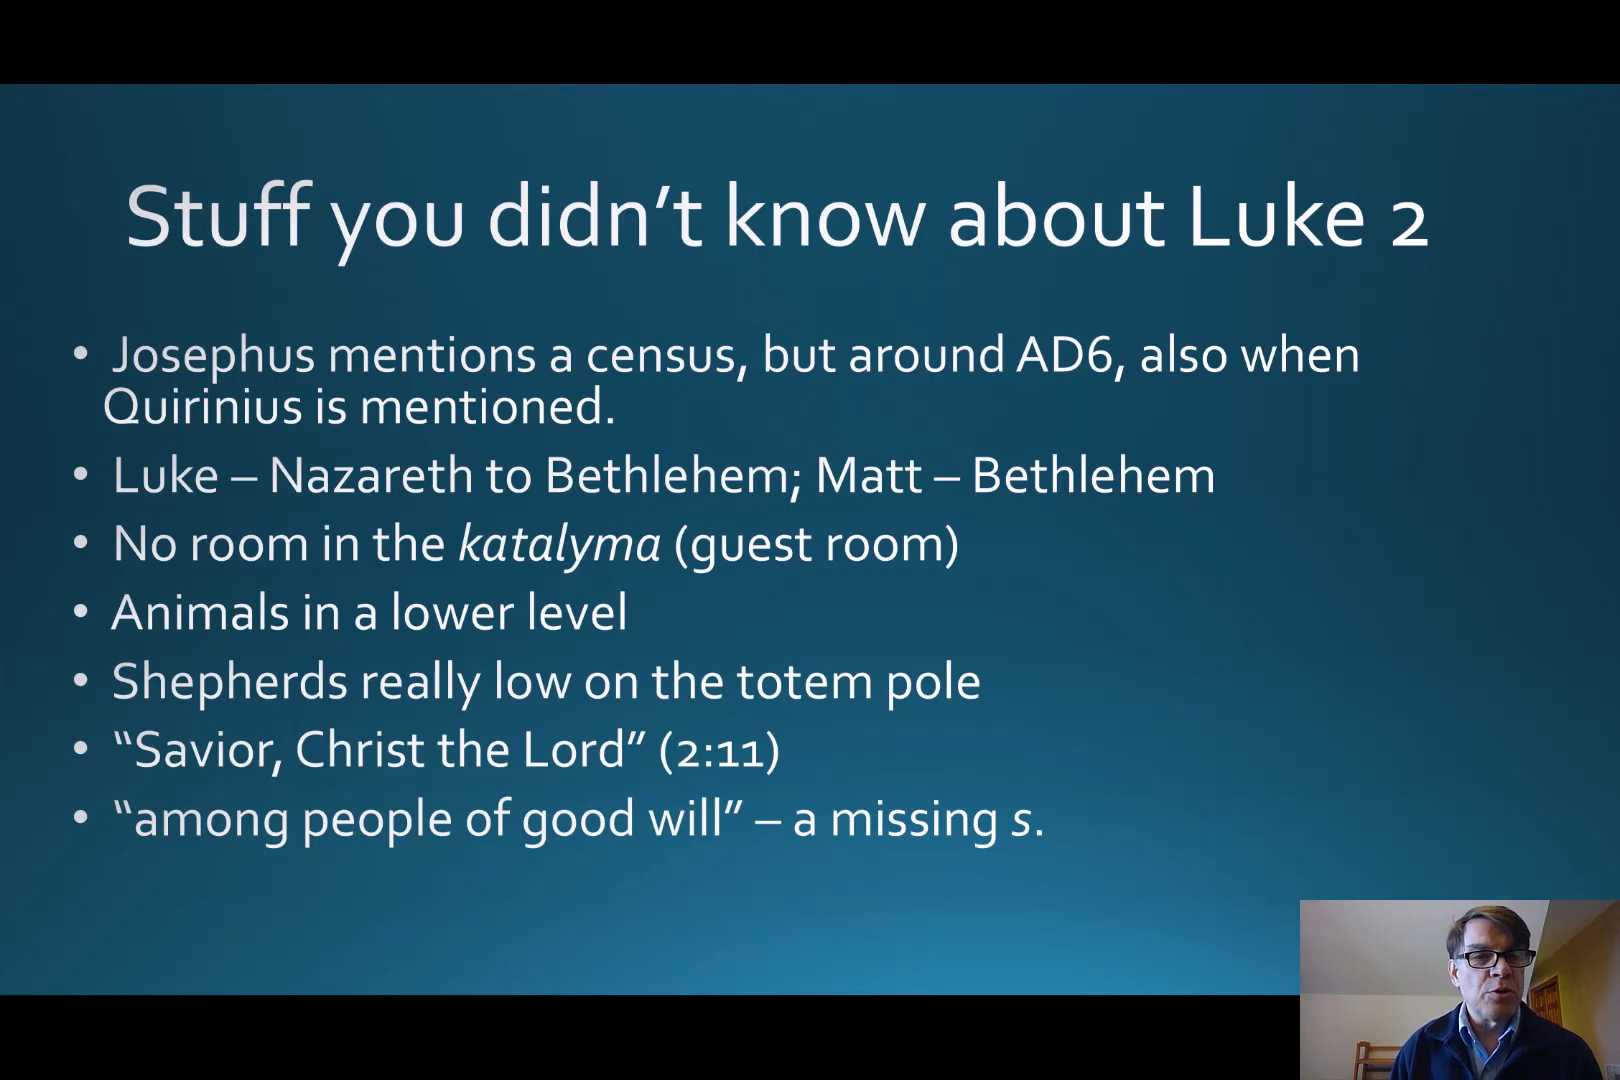 Stuff you didn’t know about Luke 2
• Josephus mentions a census, but around AD6, also when
Quirinius is mentioned.
• Luke – Nazareth to Bethlehem; Matt – Bethlehem
• No room in the katalyma (guest room)
• Animals in a lower level
• Shepherds really low on the totem pole
• “Savior, Christ the Lord” (2:11)
• “among people of good will” – a missing s.